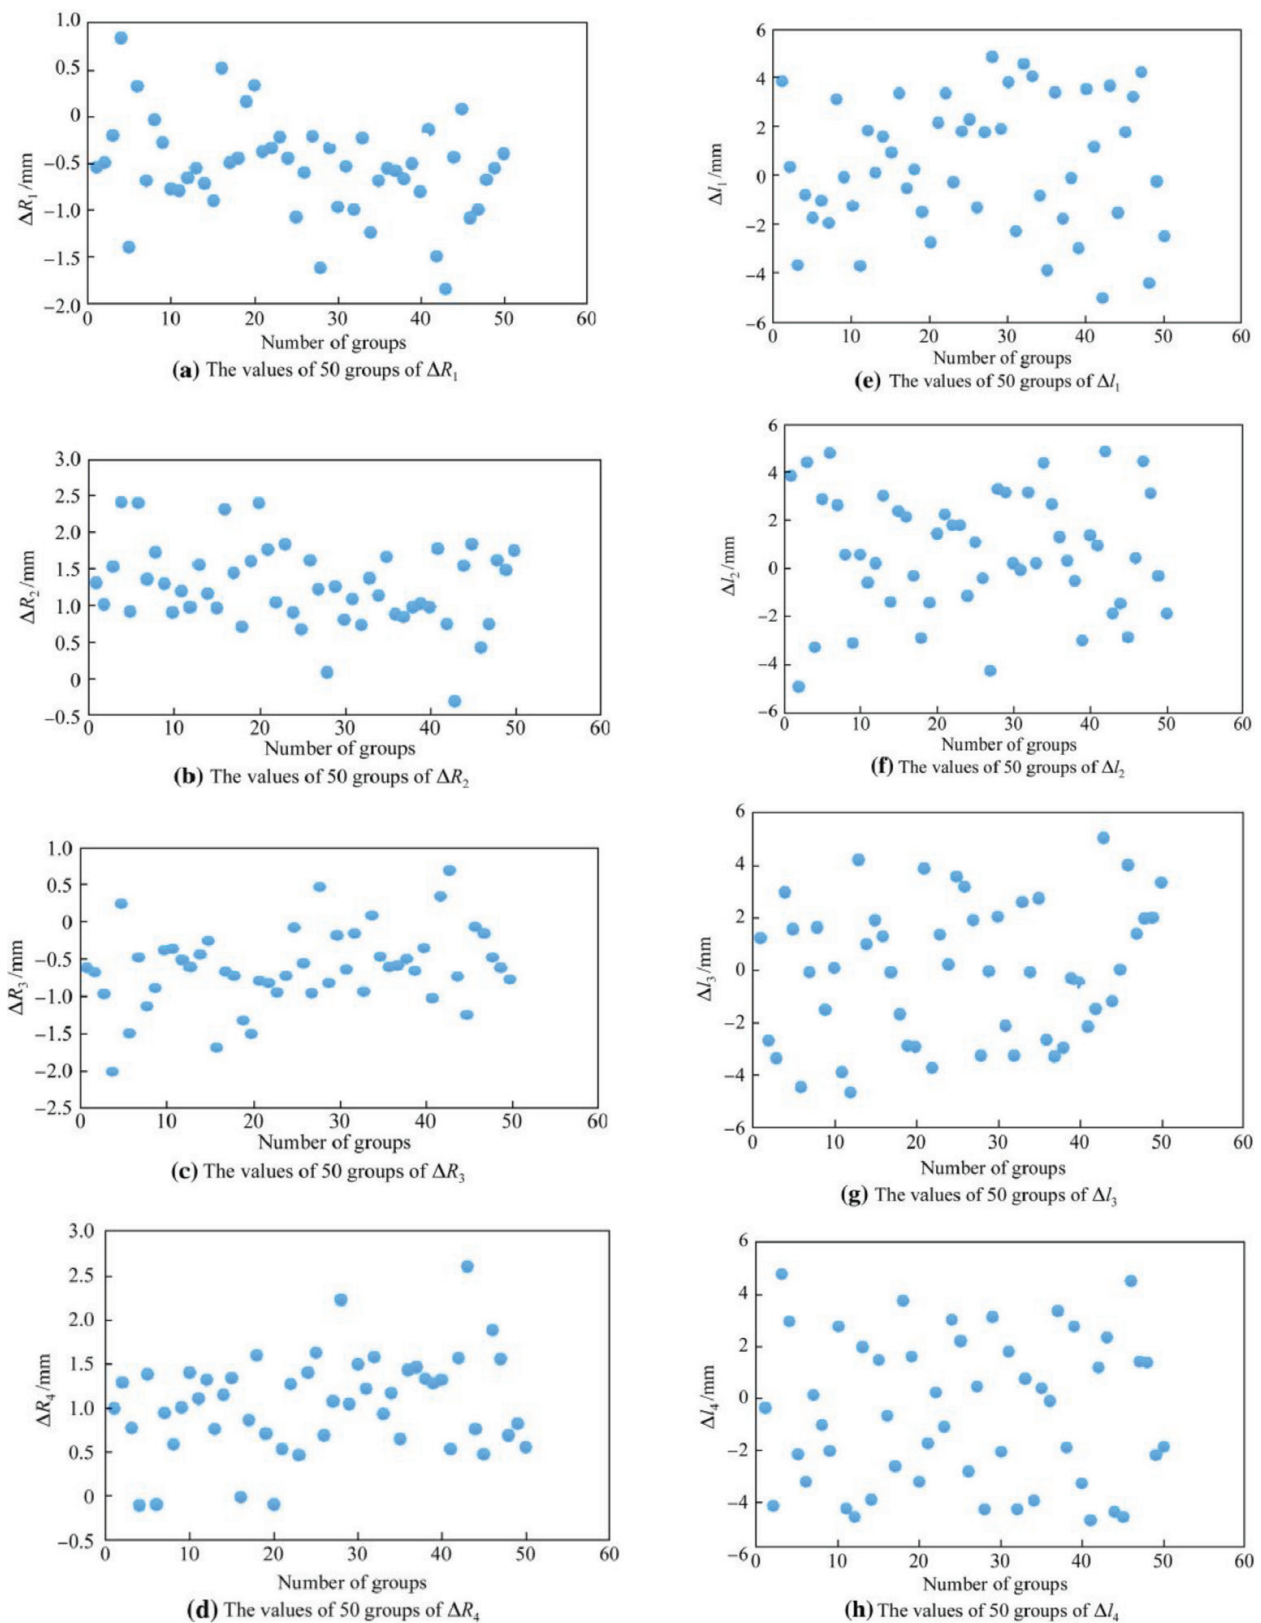 1.0
0.5
0
−0.5
−1.0
−1.5
−2.0
ΔR1/mm
0 10 20 30 40 50 60
Number of groups
(a) The values of 50 groups of ΔR1
3.0
2.5
2.0
1.5
1.0
0.5
0
−0.5
ΔR2/mm
0 10 20 30 40 50 60
Number of groups
(b) The values of 50 groups of ΔR2
1.0
0.5
0
−0.5
−1.0
−1.5
−2.0
−2.5
ΔR3/mm
0 10 20 30 40 50 60
Number of groups
(c) The values of 50 groups of ΔR3
3.0
2.5
2.0
1.5
1.0
0.5
0
−0.5
ΔR4/mm
0 10 20 30 40 50 60
Number of groups
(d) The values of 50 groups of ΔR4
6
4
2
0
−2
−4
−6
Δl1/mm
0 10 20 30 40 50 60
Number of groups
(e) The values of 50 groups of Δl1
6
4
2
0
−2
−4
−6
Δl2/mm
0 10 20 30 40 50 60
Number of groups
(f) The values of 50 groups of Δl2
6
4
2
0
−2
−4
−6
Δl3/mm
0 10 20 30 40 50 60
Number of groups
(g) The values of 50 groups of Δl3
6
4
2
0
−2
−4
−6
Δl4/mm
0 10 20 30 40 50 60
Number of groups
(h) The values of 50 groups of Δl4